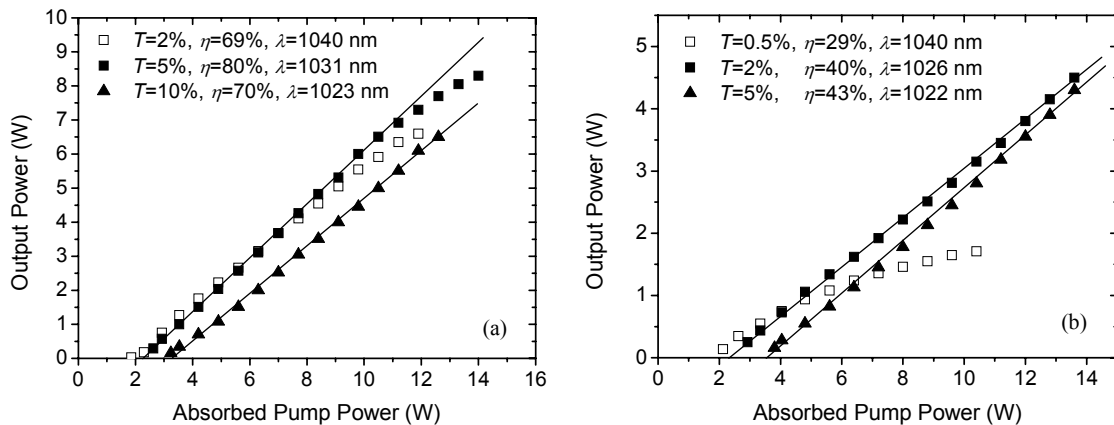 10
9
8
7
6
5
4
3
2
1
0
Output Power (W)
T=2%, η=69%, λ=1040 nm
T=5%, η=80%, λ=1031 nm
T=10%, η=70%, λ=1023 nm
(a)
0 2 4 6 8 10 12 14 16
Absorbed Pump Power (W)
5
4
3
2
1
0
Output Power (W)
T=0.5%, η=29%, λ=1040 nm
T=2%, η=40%, λ=1026 nm
T=5%, η=43%, λ=1022 nm
(b)
0 2 4 6 8 10 12 14
Absorbed Pump Power (W)